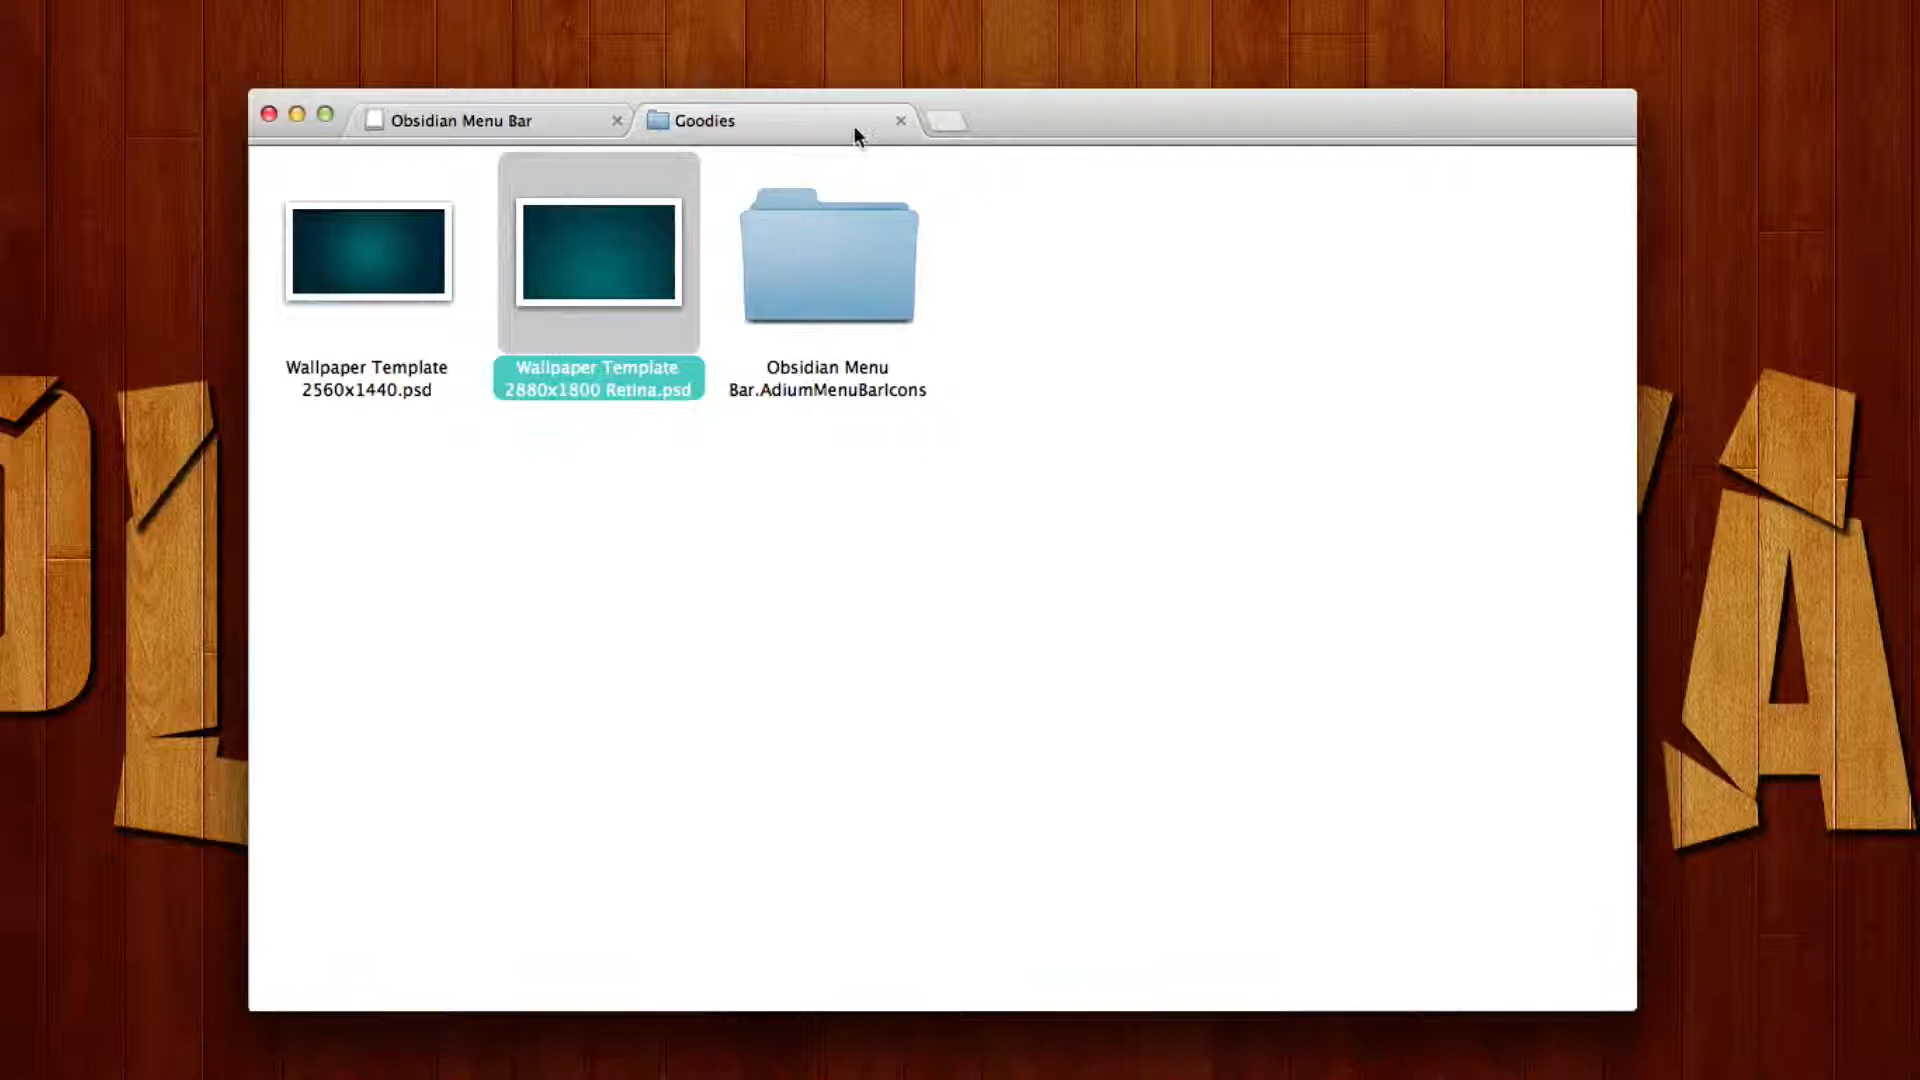 Obsidian Menu Bar
Goodies
Wallpaper Template
2560x1440.psd
Wallpaper Template
2880x1800 Retina.psd
Obsidian Menu
Bar.AdiumMenuBarIcons